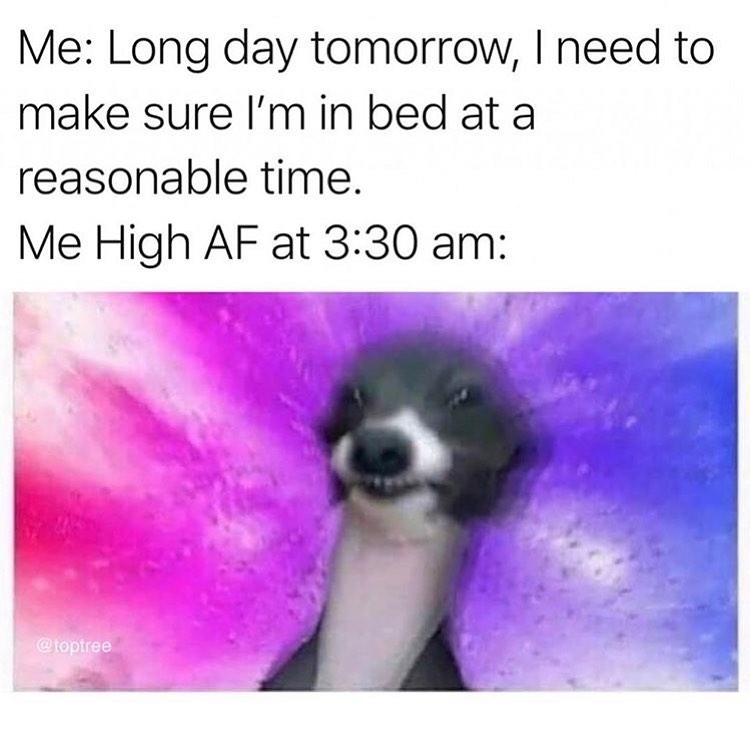 Me: Long day tomorrow, I need to
make sure I'm in bed at a
reasonable time.
Me High AF at 3:30 am:
@toptree